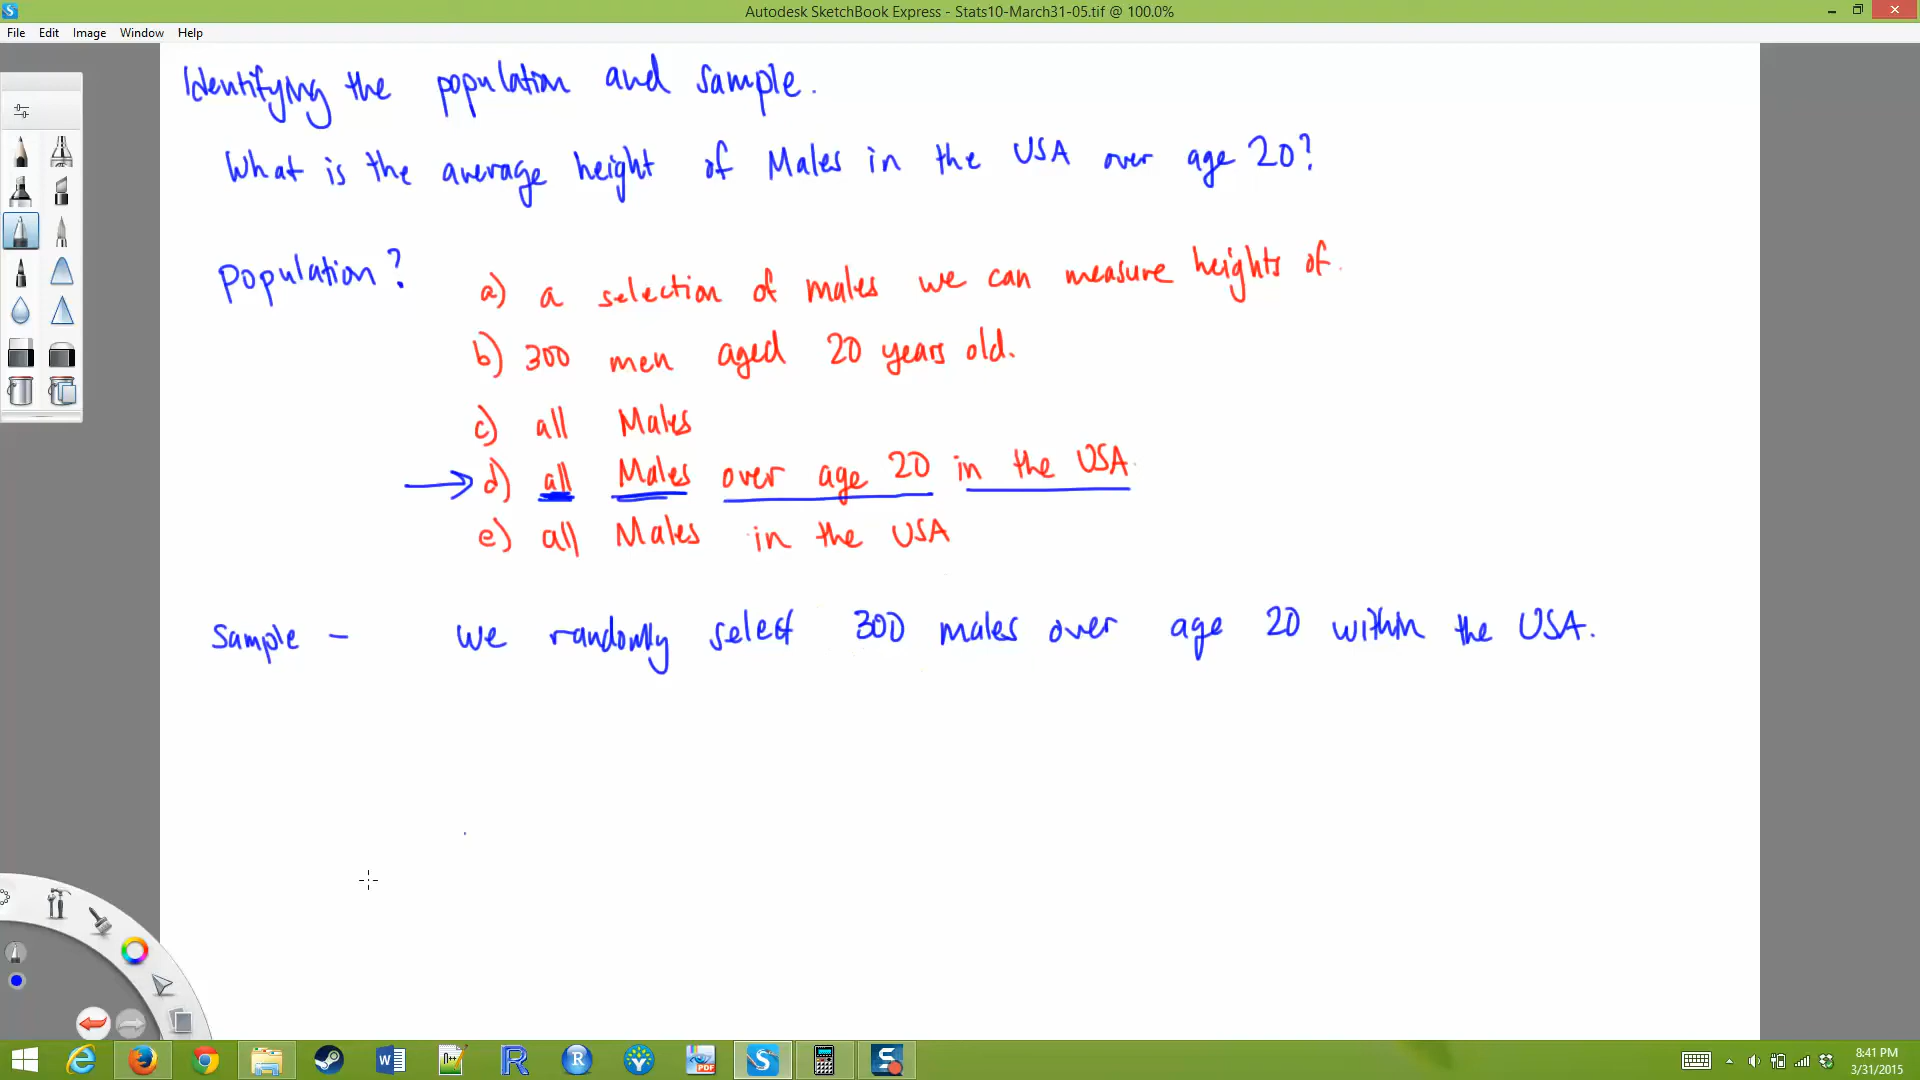 Autodesk SketchBook Express - Stats10-March31-05.tif @ 100.0%
File Edit Image Window Help
Identifying the population and sample.
What is the average height of Males in the USA over age 20?
Population?
a) a selection of males we can measure heights of.
b) 300 men aged 20 years old.
c) all Males
d) all Males over age 20 in the USA.
e) all Males in the USA
Sample - We randomly select 300 males over age 20 within the USA.
8:41 PM
3/31/2015